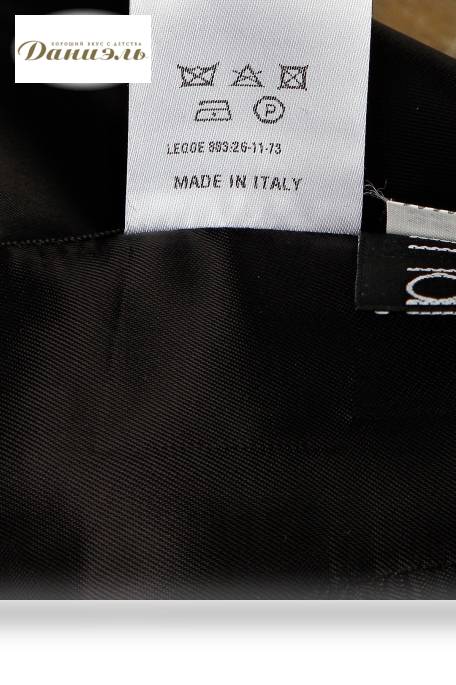 ХОРОШИЙ ВКУС С ДЕТСТВА
Даниэль
P
LEGGE 883-26-11-73
MADE IN ITALY